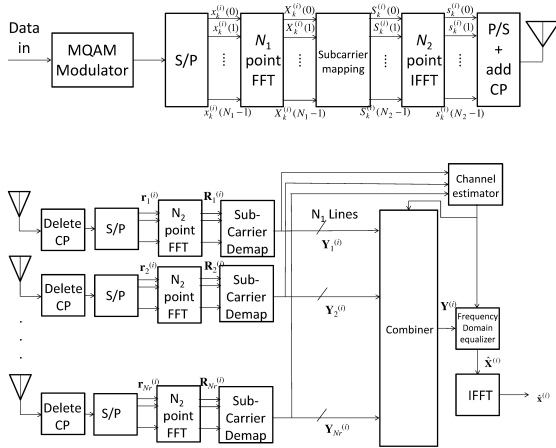 Data in
MQAM Modulator
S/P
x_k^(i)(0)
x_k^(i)(1)
x_k^(i)(N_1−1)
N_1 point FFT
X_k^(i)(0)
X_k^(i)(1)
X_k^(i)(N_1−1)
Subcarrier mapping
S_k^(i)(0)
S_k^(i)(1)
S_k^(i)(N_2−1)
N_2 point IFFT
s_k^(i)(0)
s_k^(i)(1)
s_k^(i)(N_2−1)
P/S + add CP
Channel estimator
Delete CP
S/P
r_1^(i)
N_2 point FFT
R_1^(i)
Sub-Carrier Demap
N_1 Lines
Y_1^(i)
Delete CP
S/P
r_2^(i)
N_2 point FFT
R_2^(i)
Sub-Carrier Demap
Y_2^(i)
Delete CP
S/P
r_Nr^(i)
N_2 point FFT
R_Nr^(i)
Sub-Carrier Demap
Y_Nr^(i)
Combiner
Y^(i)
Frequency Domain equalizer
X̂^(i)
IFFT
x̂^(i)